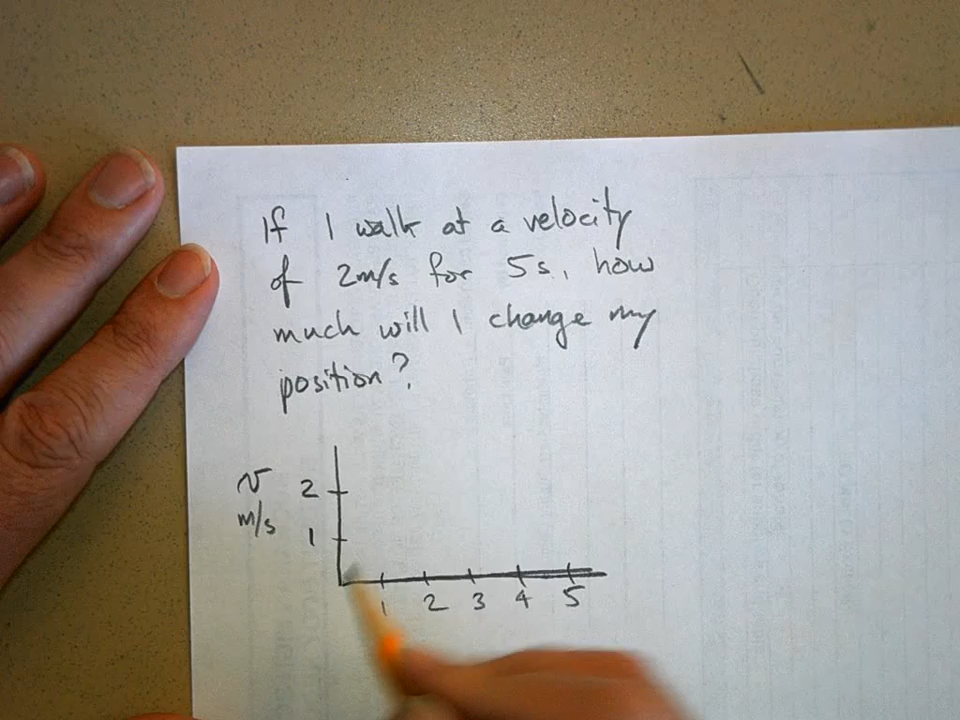 If I walk at a velocity
of 2m/s for 5s, how
much will I change my
position?
v 2
m/s 1
1 2 3 4 5